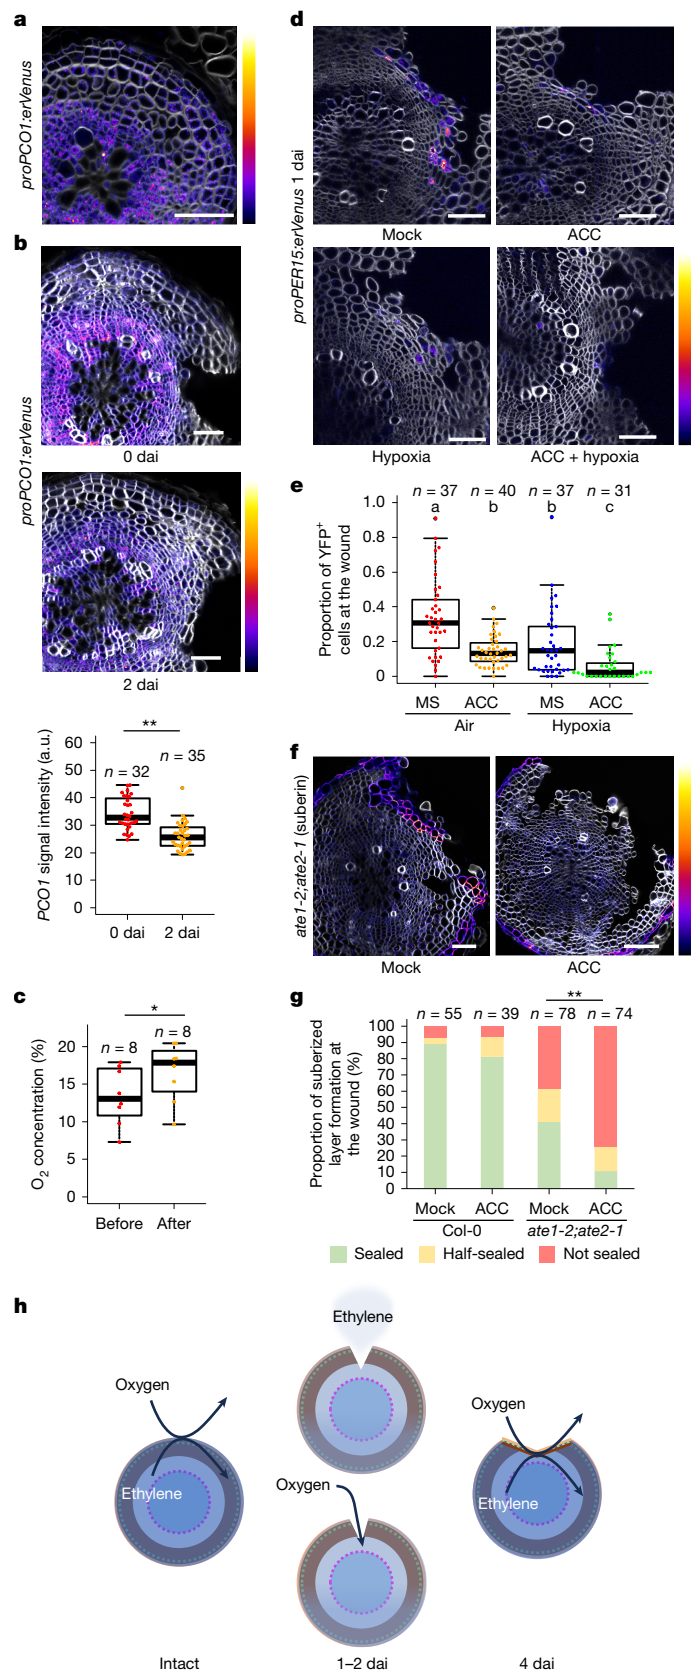 a
proPCO1:erVenus
b
proPCO1:erVenus
0 dai
2 dai
PCO1 signal intensity (a.u.)
60
50
40
30
20
10
0
**
n = 32
n = 35
0 dai
2 dai
c
O2 concentration (%)
20
15
10
5
0
*
n = 8
n = 8
Before
After
d
proPER15:erVenus 1 dai
Mock
ACC
Hypoxia
ACC + hypoxia
e
Proportion of YFP+
cells at the wound
1.0
0.8
0.6
0.4
0.2
0
n = 37
n = 40
n = 37
n = 31
a
b
b
c
MS
ACC
MS
ACC
Air
Hypoxia
f
ate1-2;ate2-1 (suberin)
Mock
ACC
g
Proportion of suberized
layer formation at
the wound (%)
100
90
80
70
60
50
40
30
20
10
0
**
n = 55
n = 39
n = 78
n = 74
Mock
ACC
Mock
ACC
Col-0
ate1-2;ate2-1
Sealed
Half-sealed
Not sealed
h
Oxygen
Ethylene
Ethylene
Oxygen
Oxygen
Ethylene
Intact
1–2 dai
4 dai